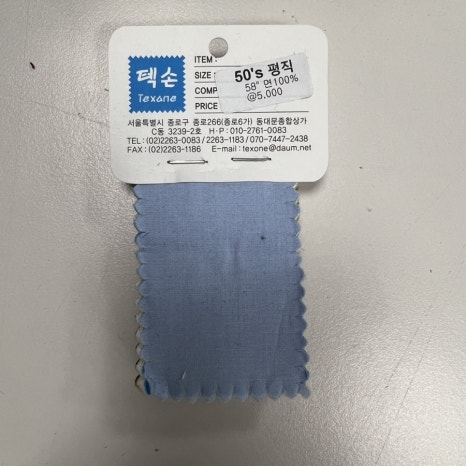 텍손
Texone
ITEM :
SIZE :
COMP
PRICE
50's 평직
58" 면100%
@5,000
서울특별시 종로구 종로266(종로6가) 동대문종합상가
C동 3239-2호 H·P : 010-2761-0083
TEL : (02)2263-0083 / 2263-1183 / 070-7447-2438
FAX : (02)2263-1186 E-mail : texone@daum.net